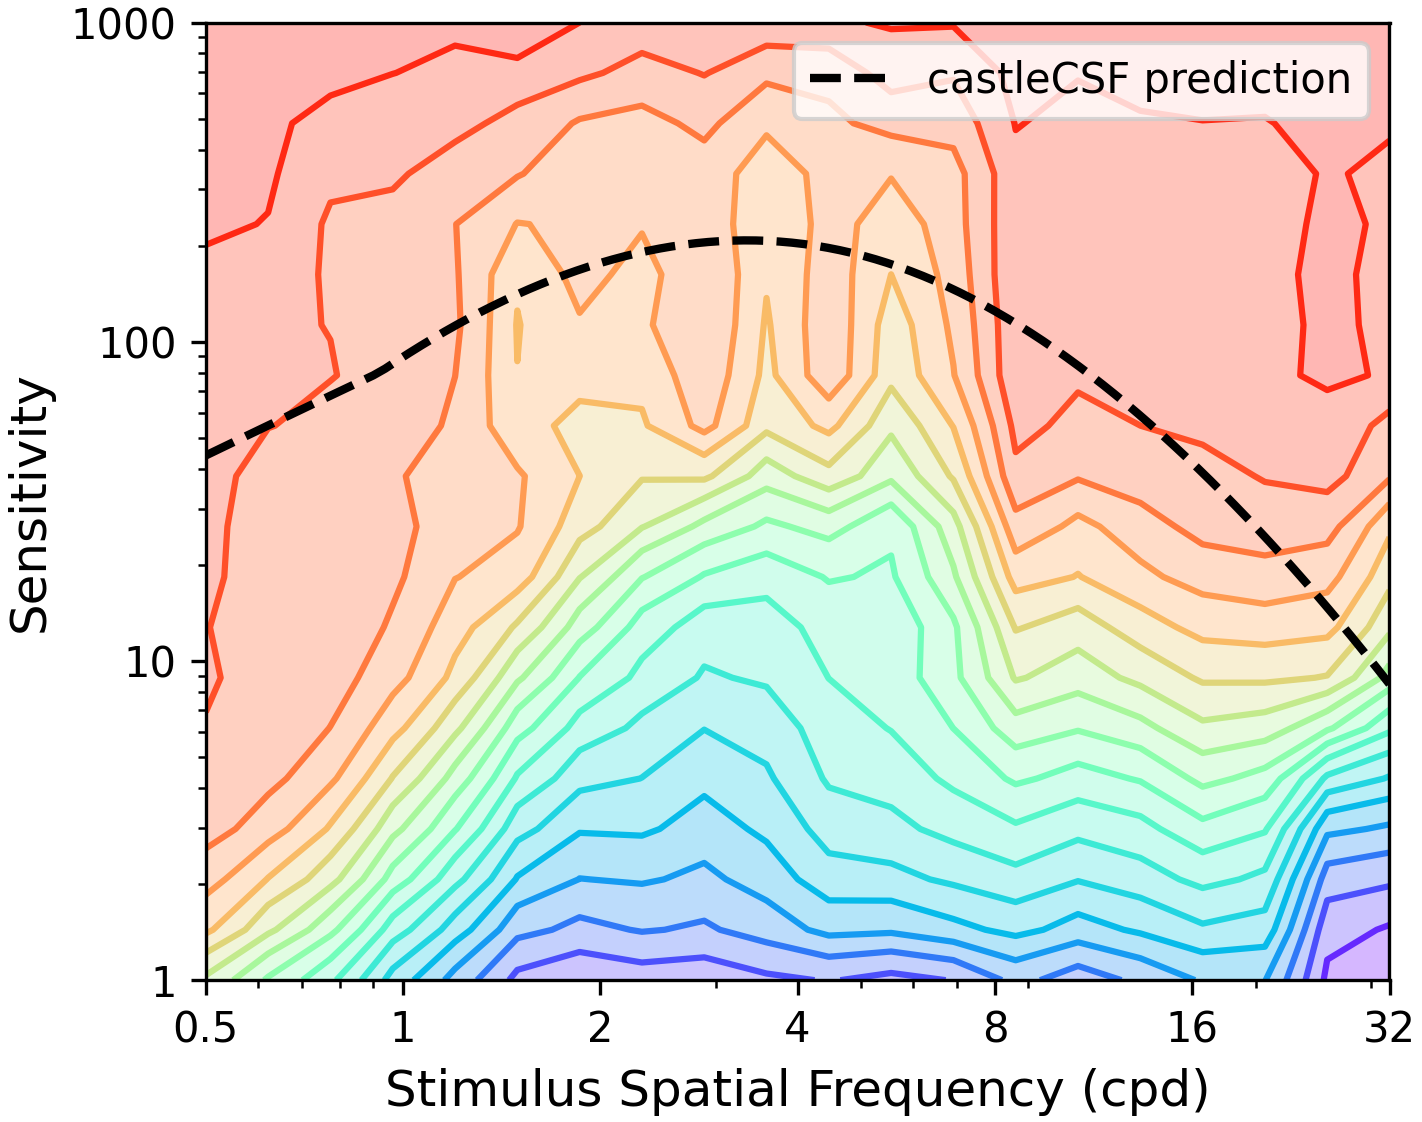 1000
100
10
1
Sensitivity
castleCSF prediction
0.5 1 2 4 8 16 32
Stimulus Spatial Frequency (cpd)